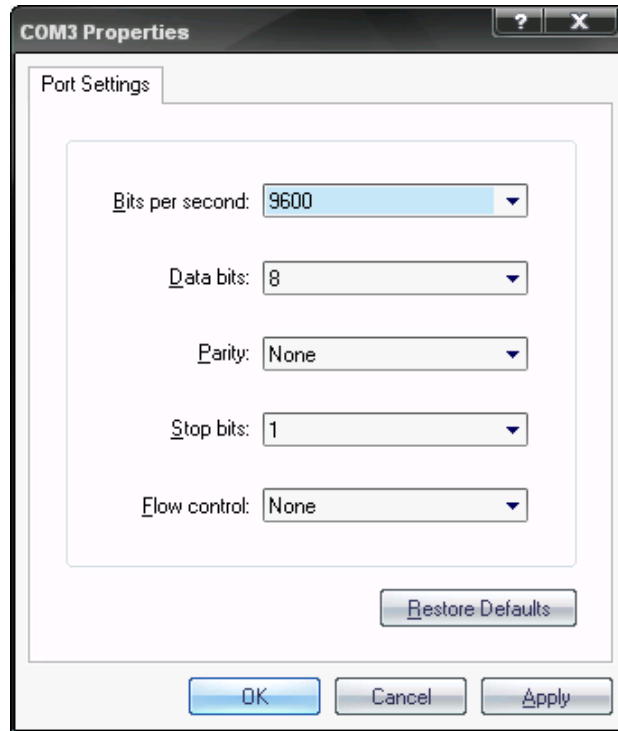 COM3 Properties
Port Settings
Bits per second: 9600
Data bits: 8
Parity: None
Stop bits: 1
Flow control: None
Restore Defaults
OK Cancel Apply